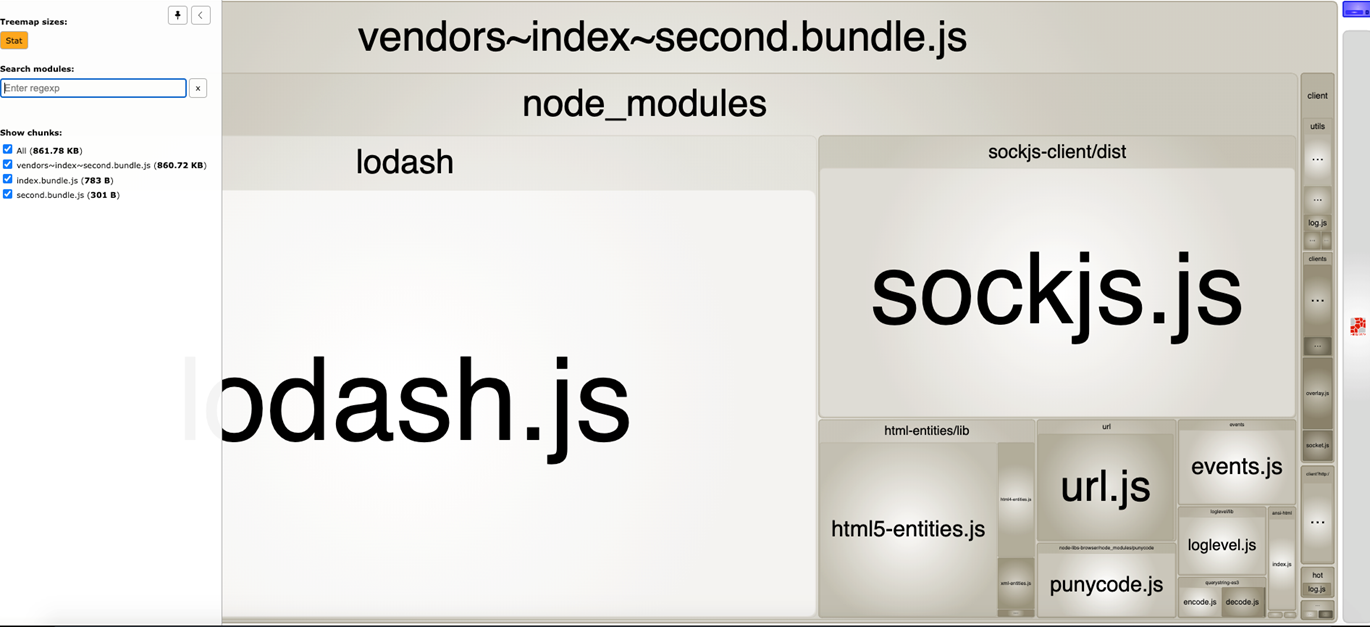 Treemap sizes:
Stat
Search modules:
Enter regexp
x
Show chunks:
All (861.78 KB)
vendors~index~second.bundle.js (860.72 KB)
index.bundle.js (783 B)
second.bundle.js (301 B)
vendors~index~second.bundle.js
node_modules
lodash
lodash.js
sockjs-client/dist
sockjs.js
html-entities/lib
html5-entities.js
html4-entities.js
xml-entities.js
url
url.js
node-libs-browser/node_modules/punycode
punycode.js
events
events.js
loglevel/lib
loglevel.js
querystring-es3
encode.js
decode.js
ansi-html
index.js
client
utils
...
...
log.js
...
clients
...
...
overlay.js
socket.js
client?http:/
...
hot
log.js
...